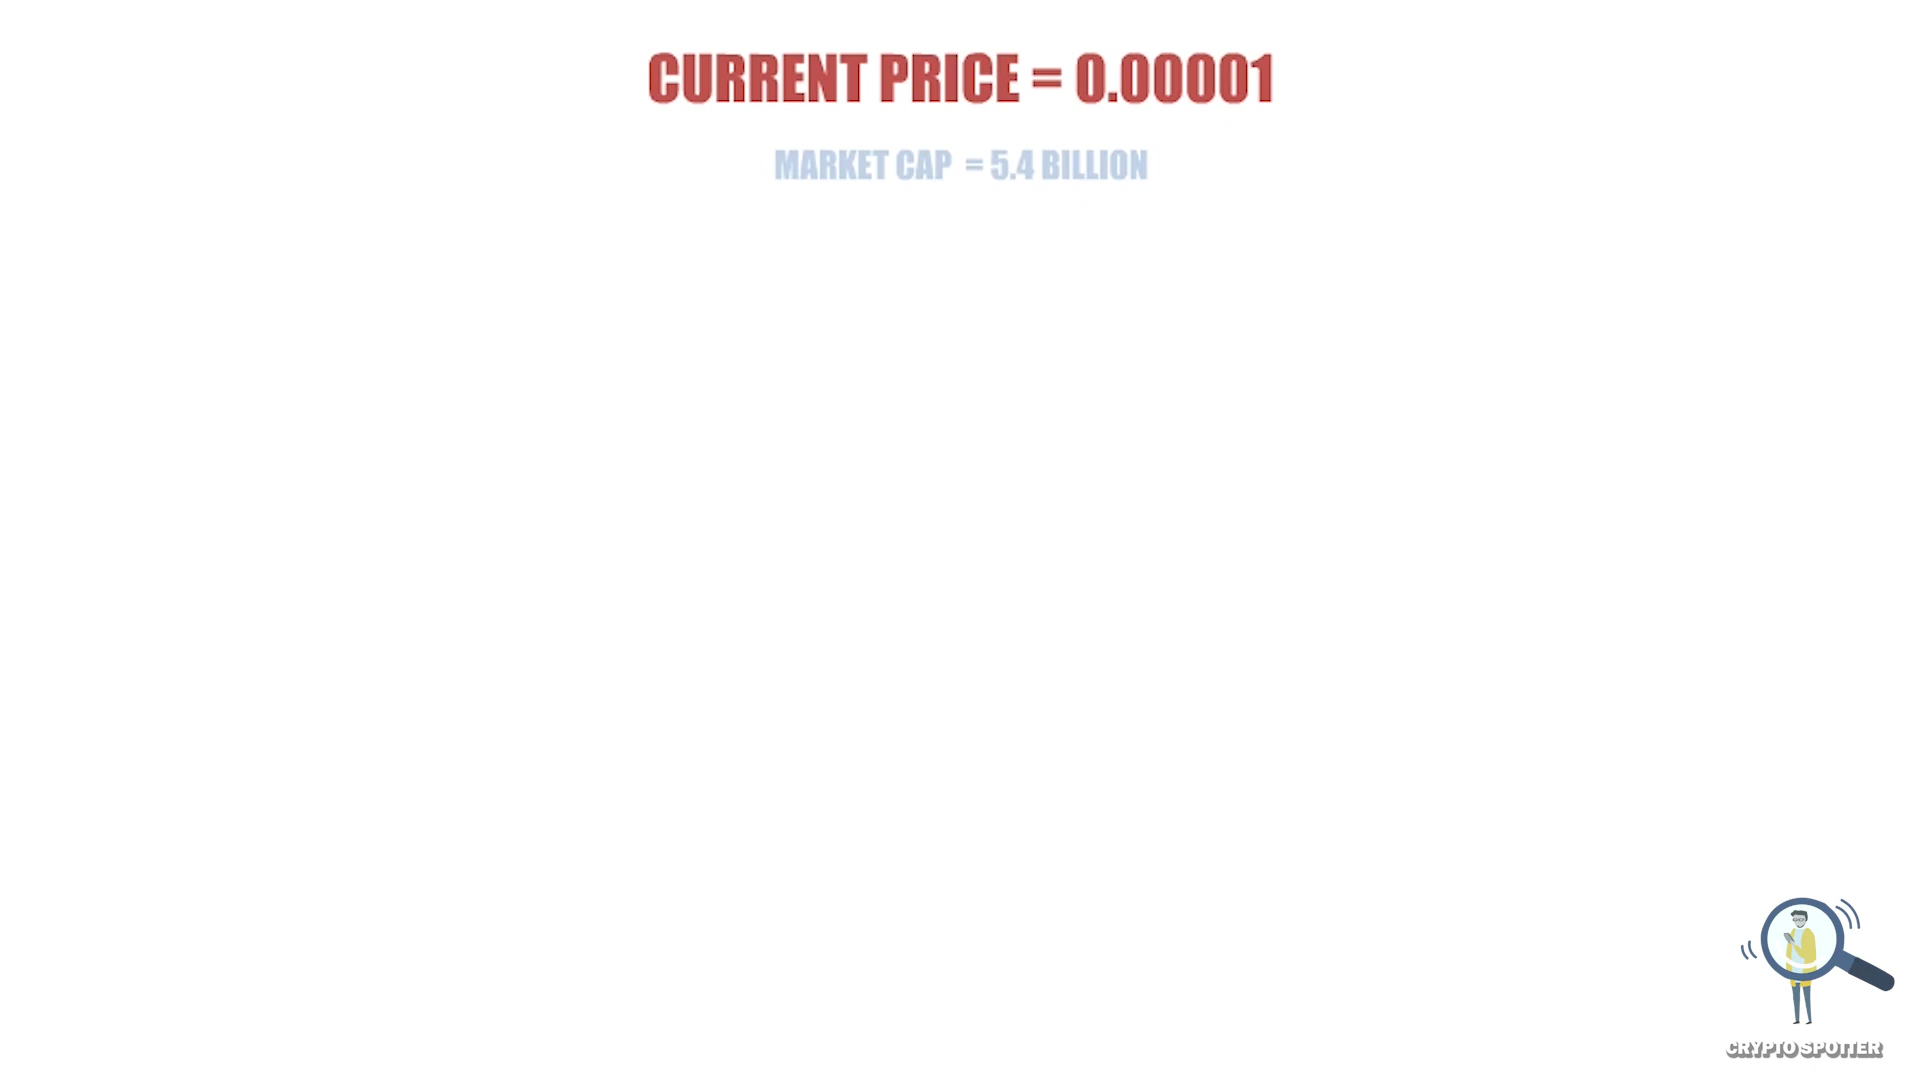 CURRENT PRICE = 0.00001
MARKET CAP = 5.4 BILLION
CRYPTO SPOTTER